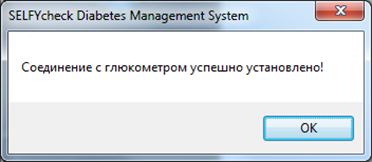 SELFYcheck Diabetes Management System
Соединение с глюкометром успешно установлено!
OK